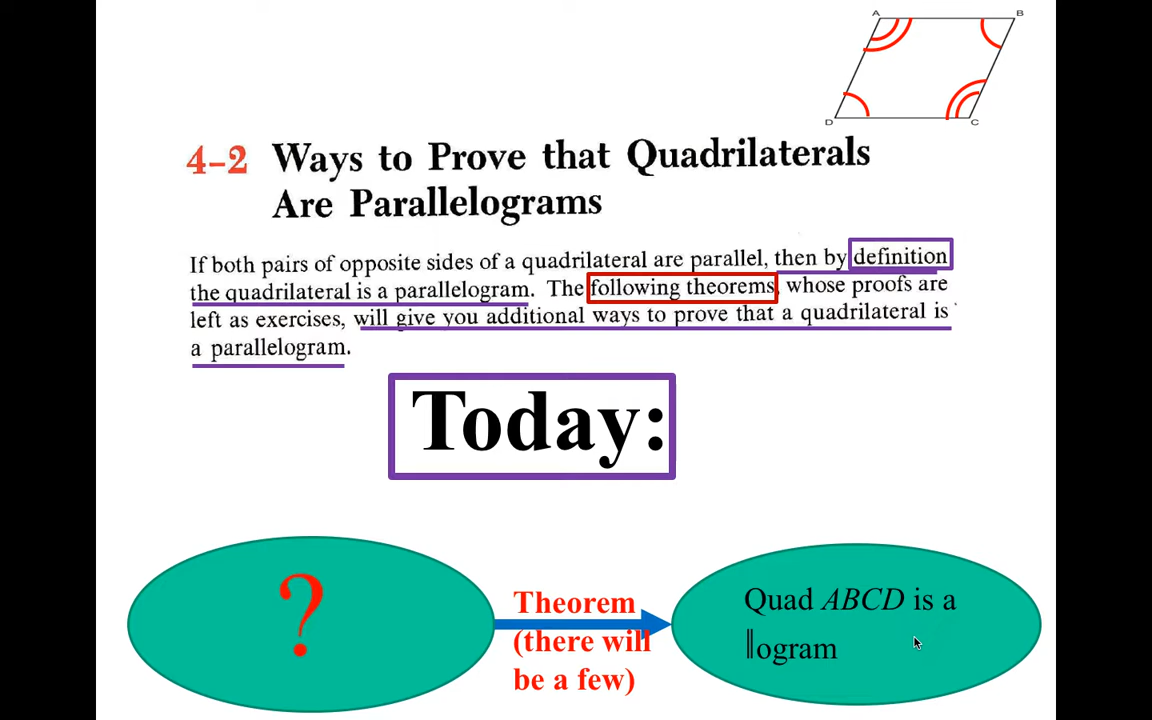 A B
D C
4-2 Ways to Prove that Quadrilaterals
Are Parallelograms
If both pairs of opposite sides of a quadrilateral are parallel, then by definition
the quadrilateral is a parallelogram. The following theorems, whose proofs are
left as exercises, will give you additional ways to prove that a quadrilateral is
a parallelogram.
Today:
?
Theorem
(there will
be a few)
Quad ABCD is a
∥ogram